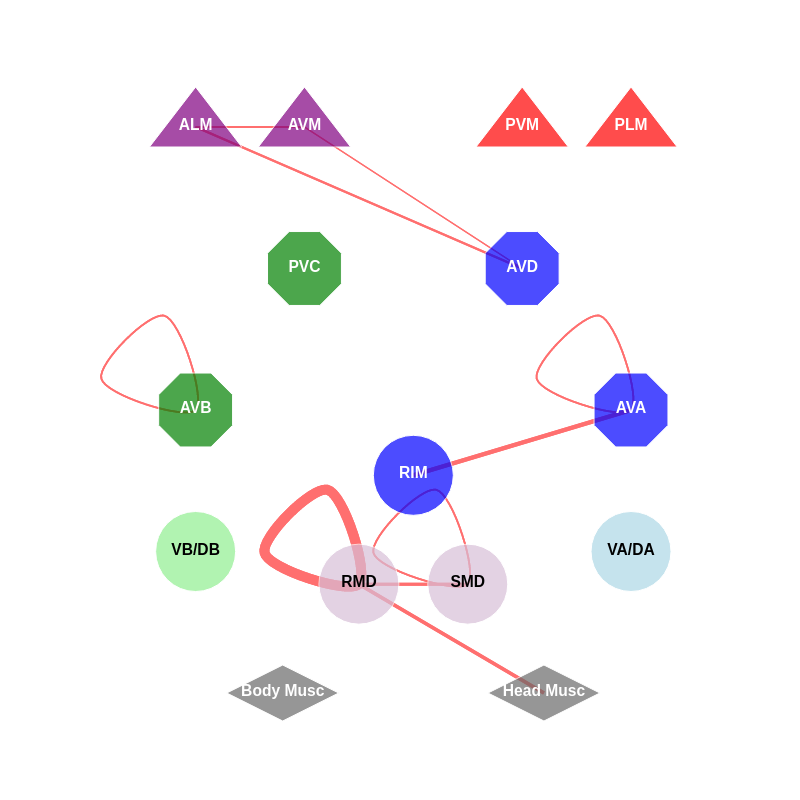 ALM
AVM
PVM
PLM
PVC
AVD
AVB
AVA
RIM
VB/DB
VA/DA
RMD
SMD
Body Musc
Head Musc